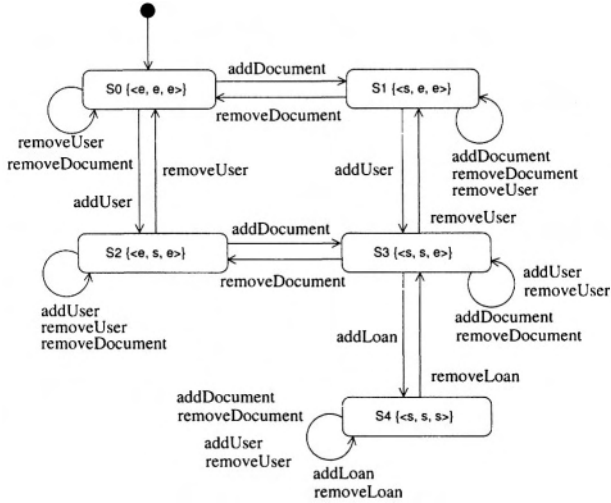 S0 {<e, e, e>}
addDocument
S1 {<s, e, e>}
removeDocument
removeUser
removeDocument
removeUser
addUser
addDocument
removeDocument
removeUser
addUser
removeUser
S2 {<e, s, e>}
addDocument
S3 {<s, s, e>}
removeDocument
addUser
removeUser
removeDocument
addUser
removeUser
addDocument
removeDocument
addLoan
removeLoan
S4 {<s, s, s>}
addDocument
removeDocument
addUser
removeUser
addLoan
removeLoan